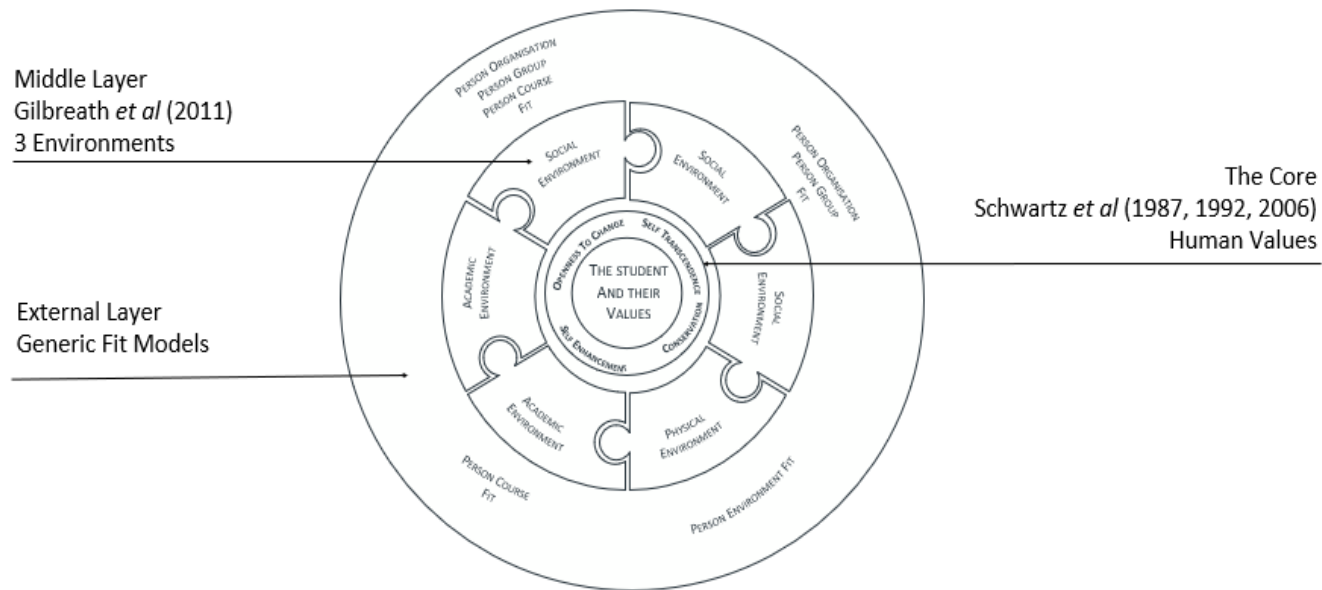 Middle Layer
Gilbreath et al (2011)
3 Environments
External Layer
Generic Fit Models
The Core
Schwartz et al (1987, 1992, 2006)
Human Values
PERSON ORGANISATION
PERSON GROUP
PERSON COURSE
FIT
PERSON ORGANISATION
PERSON GROUP
FIT
PERSON ENVIRONMENT FIT
PERSON COURSE
FIT
SOCIAL
ENVIRONMENT
SOCIAL
ENVIRONMENT
SOCIAL
ENVIRONMENT
PHYSICAL
ENVIRONMENT
ACADEMIC
ENVIRONMENT
ACADEMIC
ENVIRONMENT
OPENNESS TO CHANGE
SELF TRANSCENDENCE
CONSERVATION
SELF ENHANCEMENT
THE STUDENT
AND THEIR
VALUES